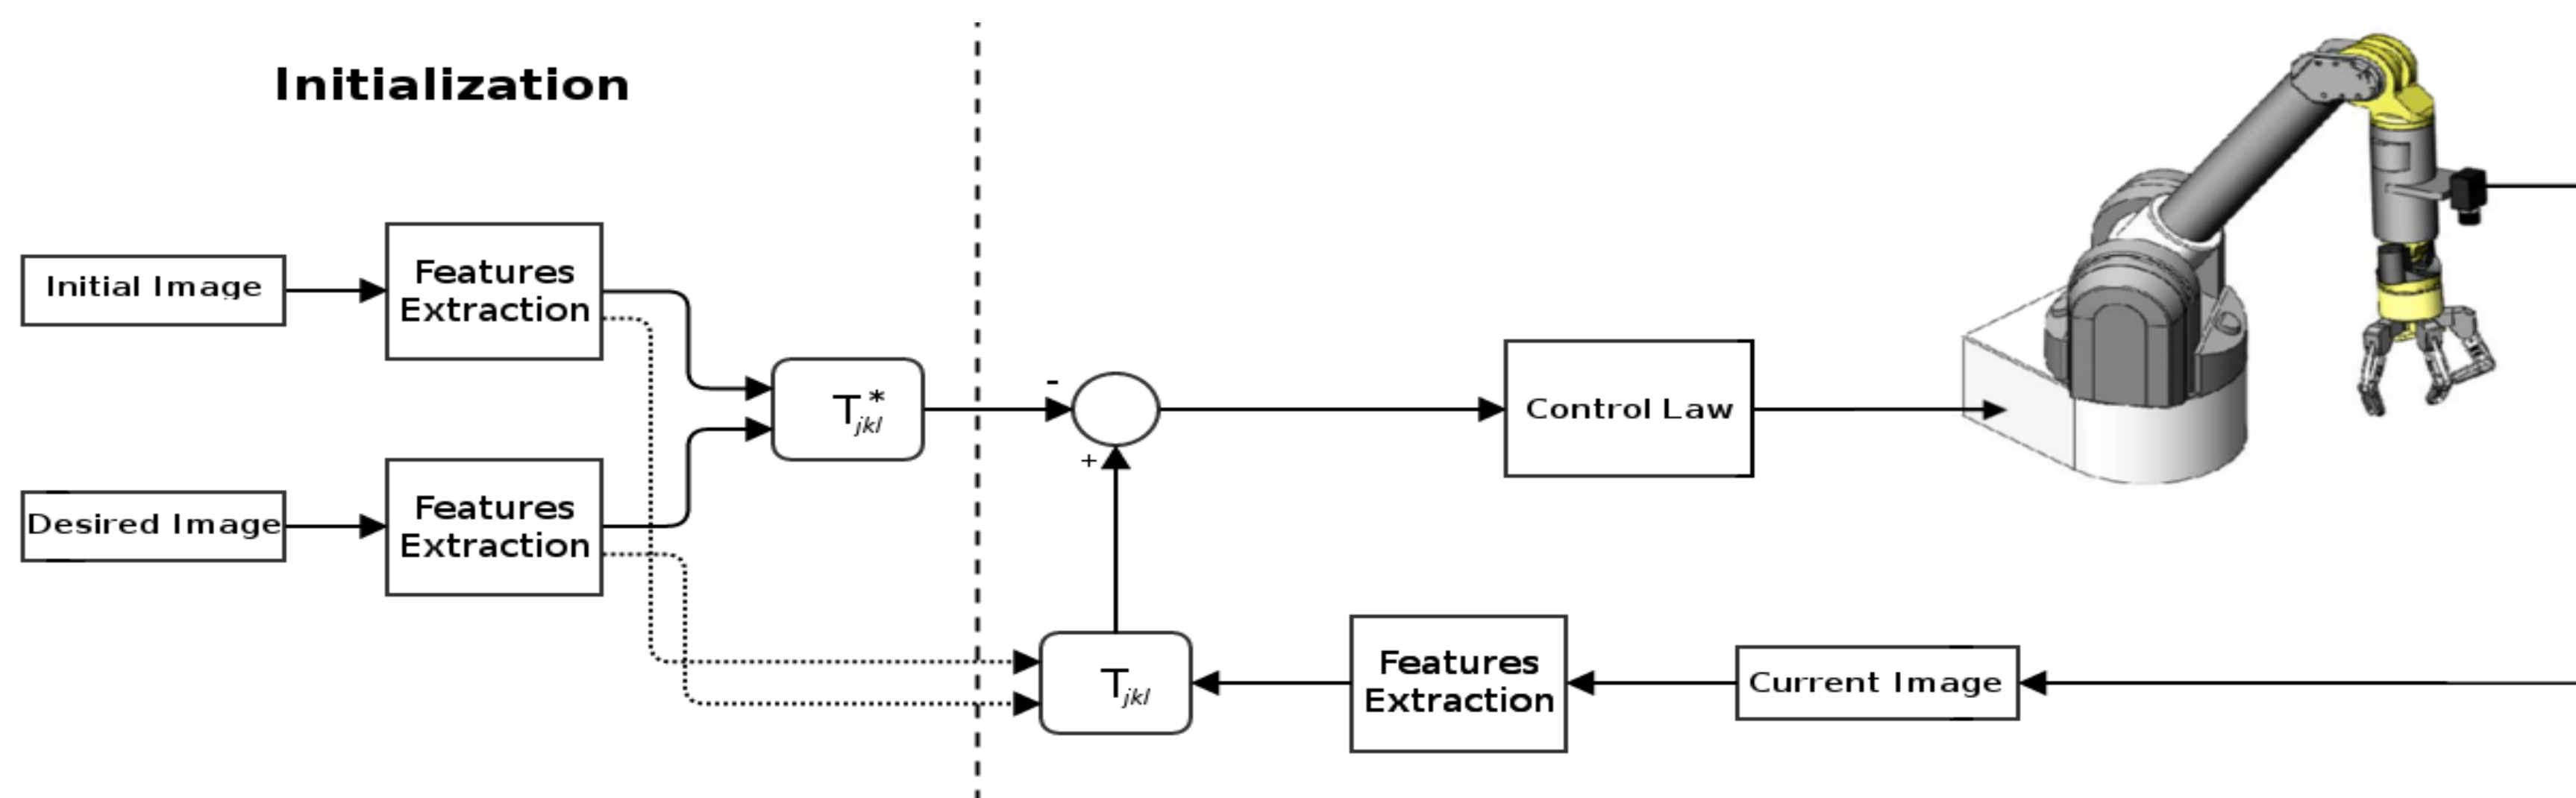 Initialization
Initial Image
Features
Extraction
Desired Image
Features
Extraction
T*jkl
-
+
Control Law
Tjkl
Features
Extraction
Current Image